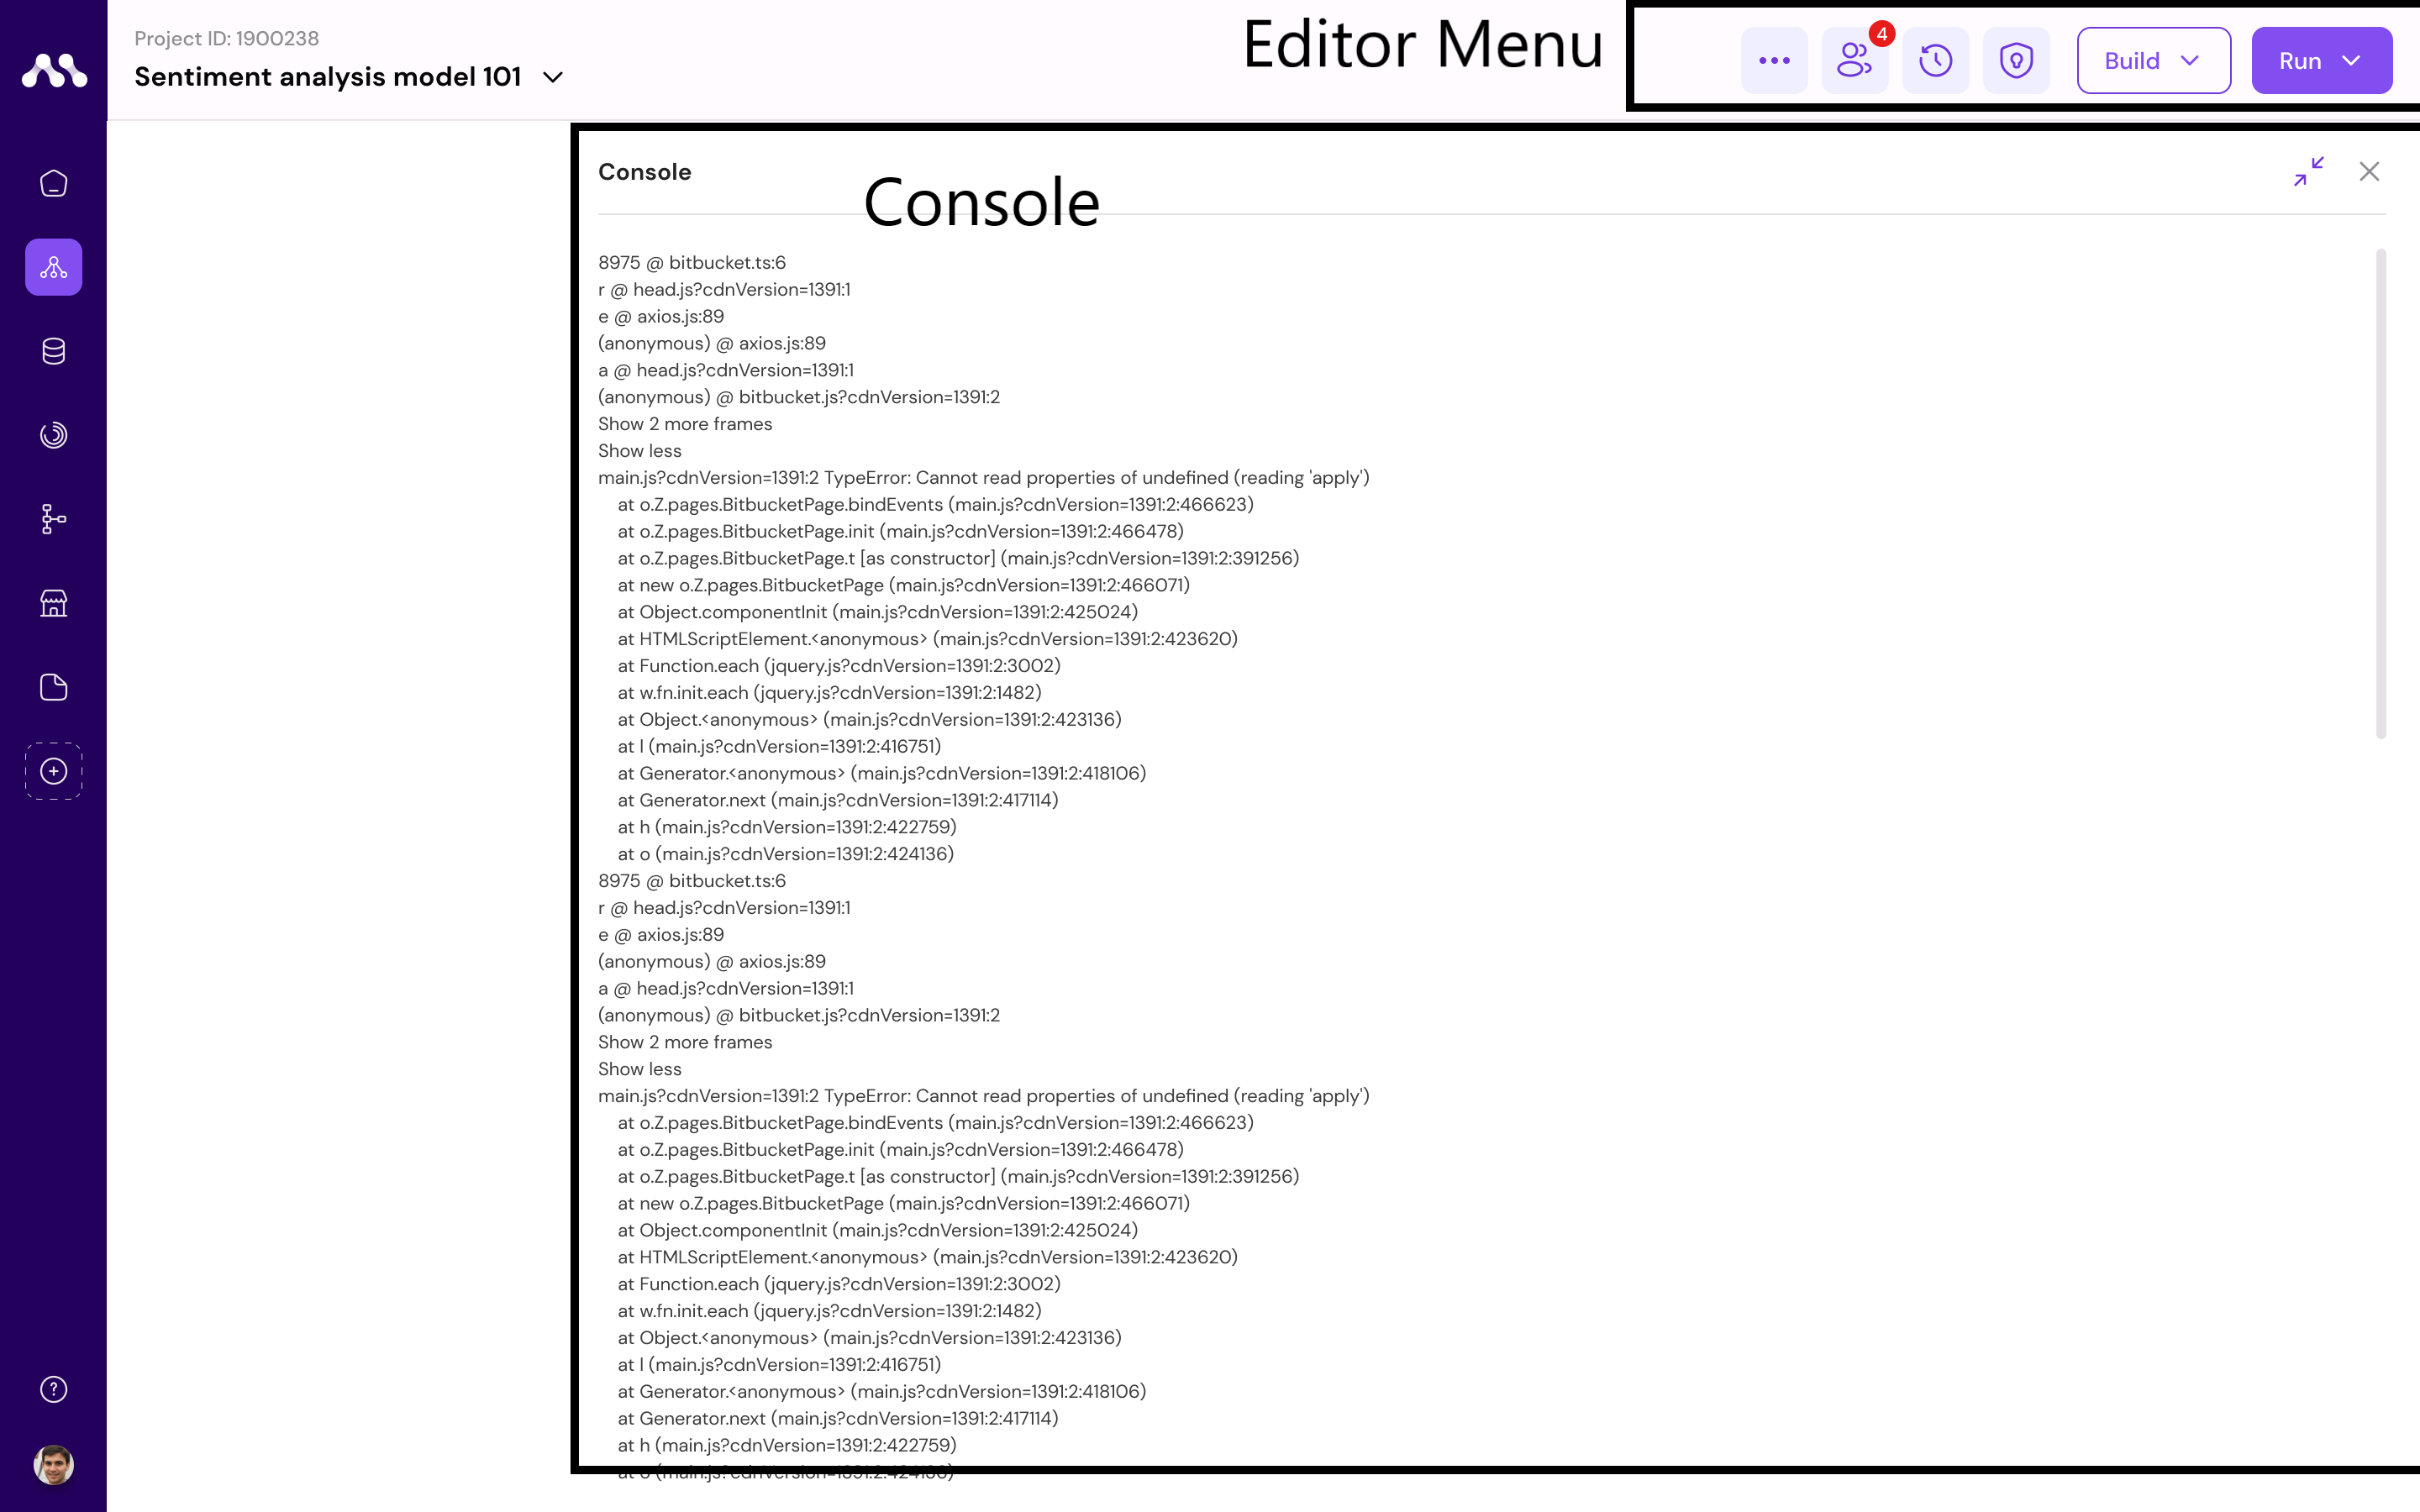 Project ID: 1900238
Sentiment analysis model 101
Editor Menu
4
Build
Run
Console
Console
8975 @ bitbucket.ts:6
r @ head.js?cdnVersion=1391:1
e @ axios.js:89
(anonymous) @ axios.js:89
a @ head.js?cdnVersion=1391:1
(anonymous) @ bitbucket.js?cdnVersion=1391:2
Show 2 more frames
Show less
main.js?cdnVersion=1391:2 TypeError: Cannot read properties of undefined (reading 'apply')
at o.Z.pages.BitbucketPage.bindEvents (main.js?cdnVersion=1391:2:466623)
at o.Z.pages.BitbucketPage.init (main.js?cdnVersion=1391:2:466478)
at o.Z.pages.BitbucketPage.t [as constructor] (main.js?cdnVersion=1391:2:391256)
at new o.Z.pages.BitbucketPage (main.js?cdnVersion=1391:2:466071)
at Object.componentInit (main.js?cdnVersion=1391:2:425024)
at HTMLScriptElement.<anonymous> (main.js?cdnVersion=1391:2:423620)
at Function.each (jquery.js?cdnVersion=1391:2:3002)
at w.fn.init.each (jquery.js?cdnVersion=1391:2:1482)
at Object.<anonymous> (main.js?cdnVersion=1391:2:423136)
at l (main.js?cdnVersion=1391:2:416751)
at Generator.<anonymous> (main.js?cdnVersion=1391:2:418106)
at Generator.next (main.js?cdnVersion=1391:2:417114)
at h (main.js?cdnVersion=1391:2:422759)
at o (main.js?cdnVersion=1391:2:424136)
8975 @ bitbucket.ts:6
r @ head.js?cdnVersion=1391:1
e @ axios.js:89
(anonymous) @ axios.js:89
a @ head.js?cdnVersion=1391:1
(anonymous) @ bitbucket.js?cdnVersion=1391:2
Show 2 more frames
Show less
main.js?cdnVersion=1391:2 TypeError: Cannot read properties of undefined (reading 'apply')
at o.Z.pages.BitbucketPage.bindEvents (main.js?cdnVersion=1391:2:466623)
at o.Z.pages.BitbucketPage.init (main.js?cdnVersion=1391:2:466478)
at o.Z.pages.BitbucketPage.t [as constructor] (main.js?cdnVersion=1391:2:391256)
at new o.Z.pages.BitbucketPage (main.js?cdnVersion=1391:2:466071)
at Object.componentInit (main.js?cdnVersion=1391:2:425024)
at HTMLScriptElement.<anonymous> (main.js?cdnVersion=1391:2:423620)
at Function.each (jquery.js?cdnVersion=1391:2:3002)
at w.fn.init.each (jquery.js?cdnVersion=1391:2:1482)
at Object.<anonymous> (main.js?cdnVersion=1391:2:423136)
at l (main.js?cdnVersion=1391:2:416751)
at Generator.<anonymous> (main.js?cdnVersion=1391:2:418106)
at Generator.next (main.js?cdnVersion=1391:2:417114)
at h (main.js?cdnVersion=1391:2:422759)